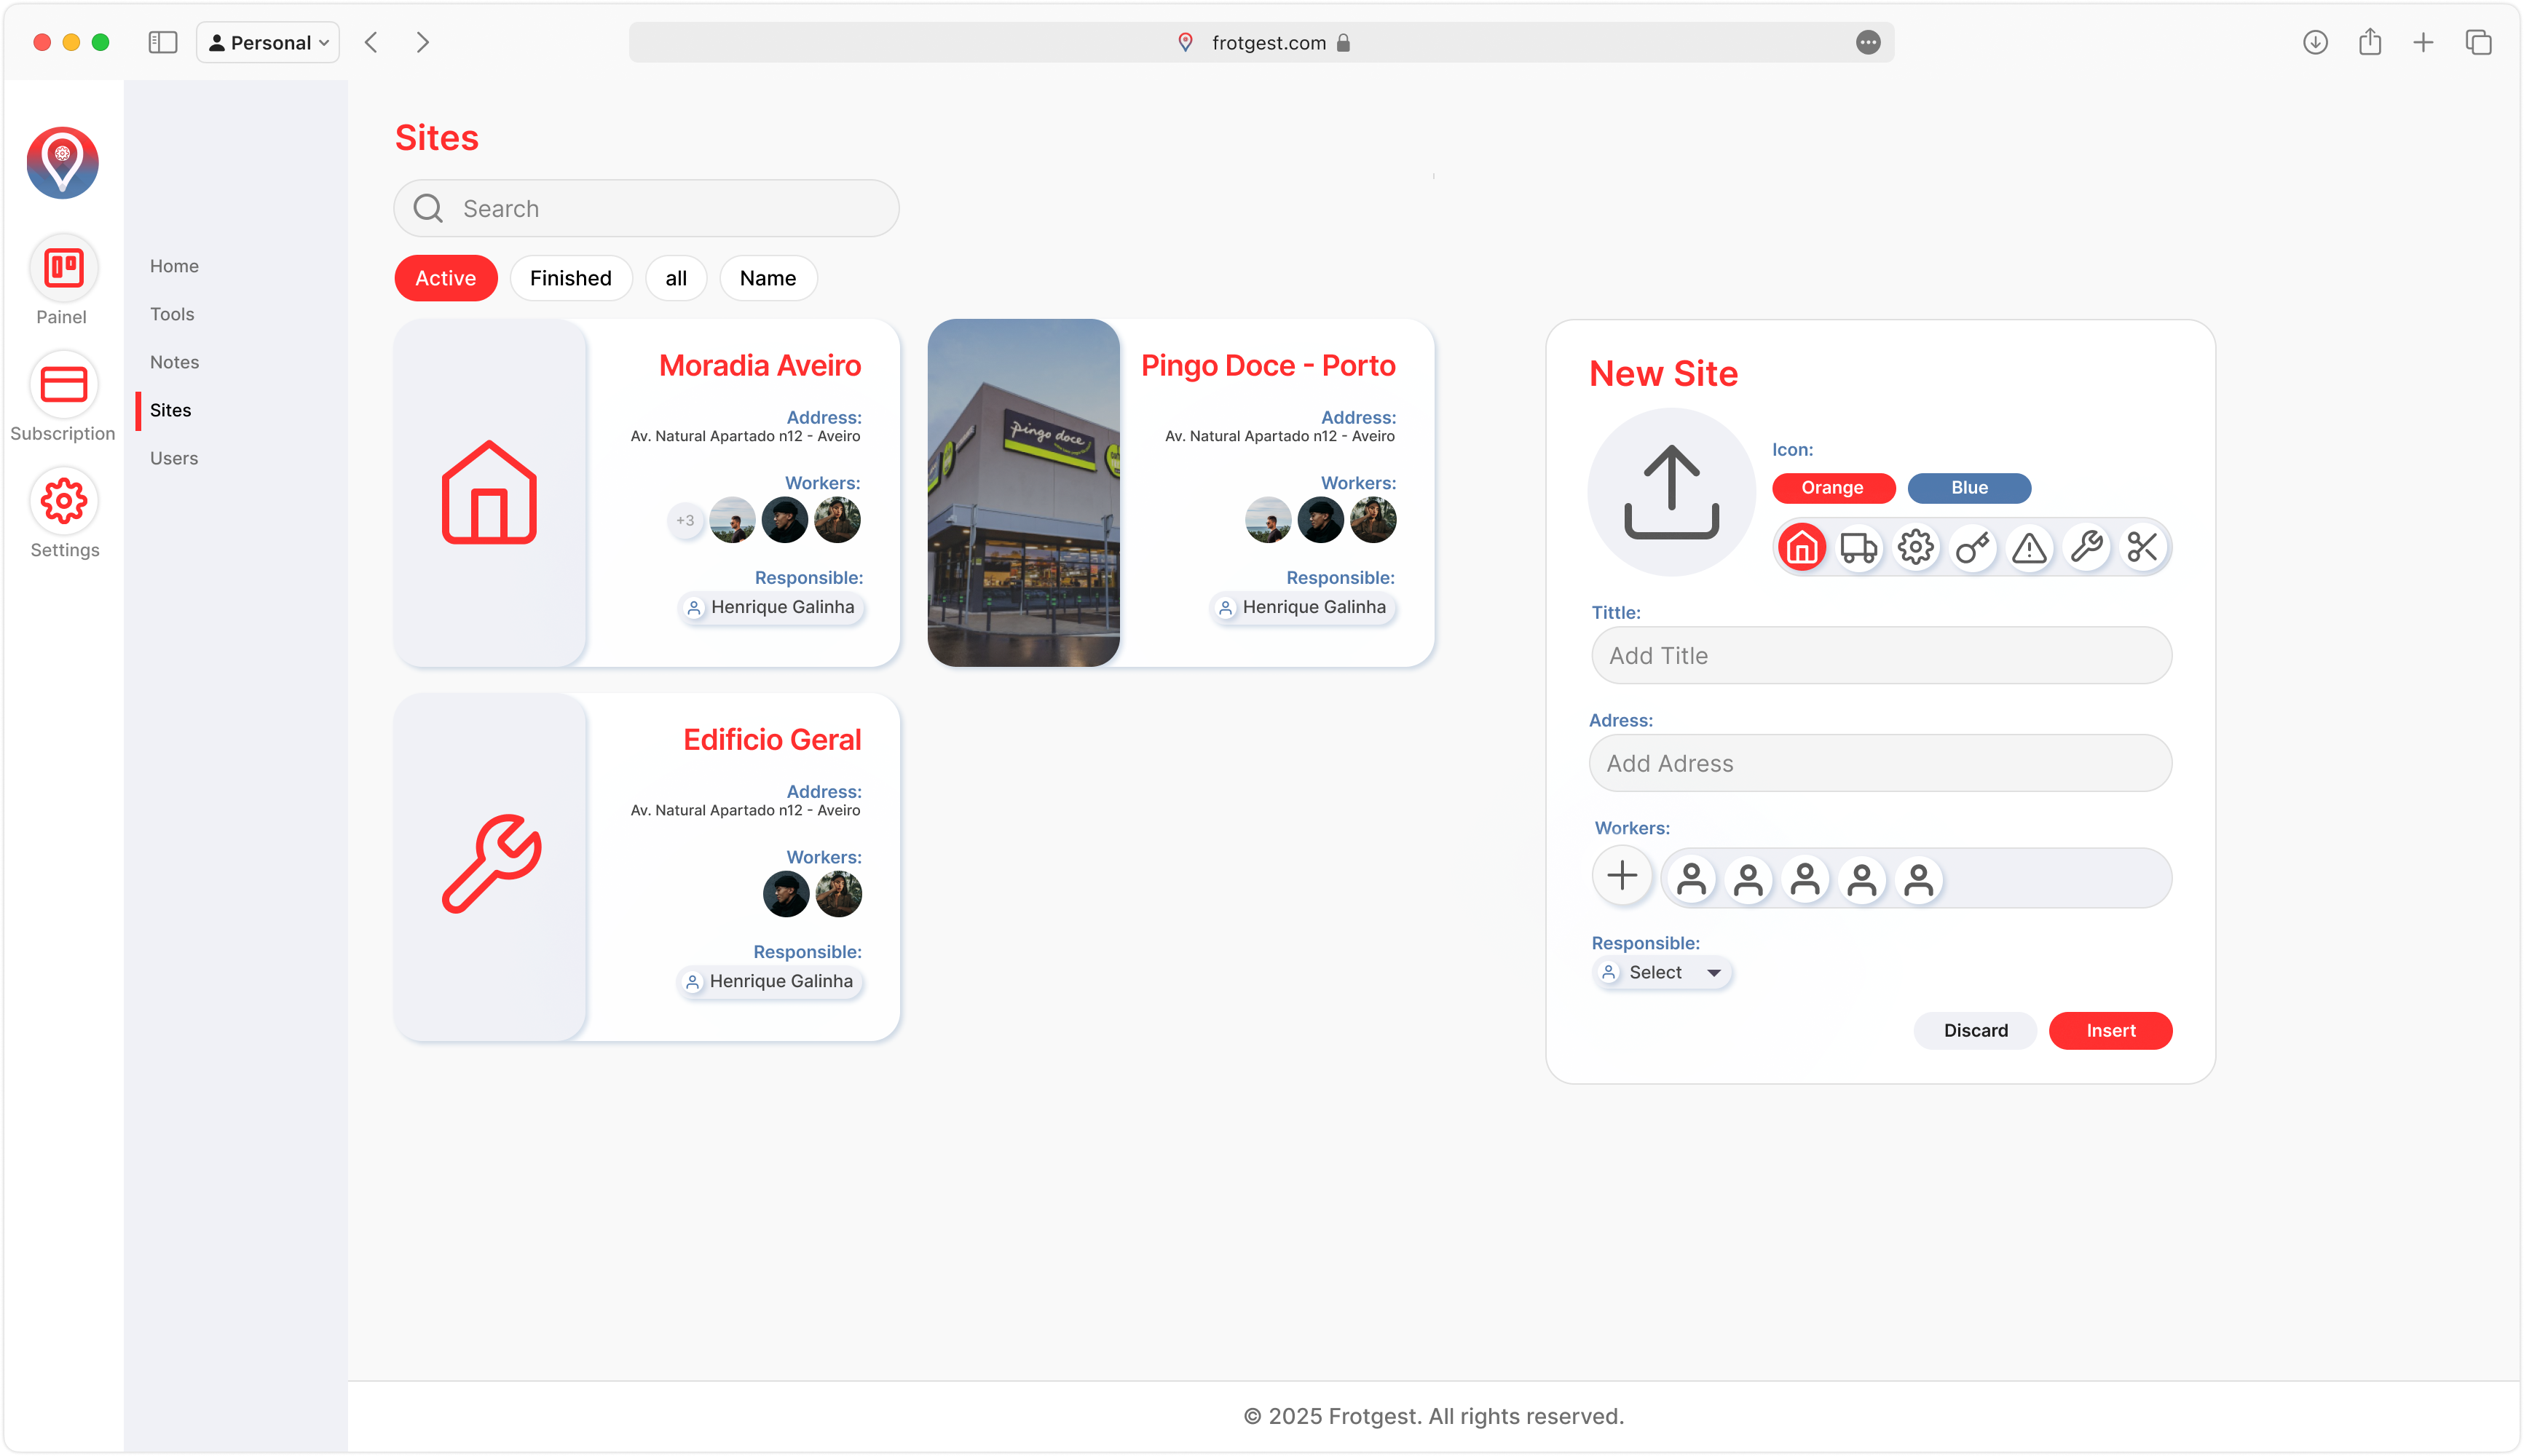 Personal
frotgest.com
Painel
Subscription
Settings
Home
Tools
Notes
Sites
Users
Sites
Search
Active
Finished
all
Name
Moradia Aveiro
Address:
Av. Natural Apartado n12 - Aveiro
Workers:
+3
Responsible:
Henrique Galinha
pingo doce
Pingo Doce - Porto
Address:
Av. Natural Apartado n12 - Aveiro
Workers:
Responsible:
Henrique Galinha
Edificio Geral
Address:
Av. Natural Apartado n12 - Aveiro
Workers:
Responsible:
Henrique Galinha
New Site
Icon:
Orange
Blue
Tittle:
Add Title
Adress:
Add Adress
Workers:
Responsible:
Select
Discard
Insert
© 2025 Frotgest. All rights reserved.